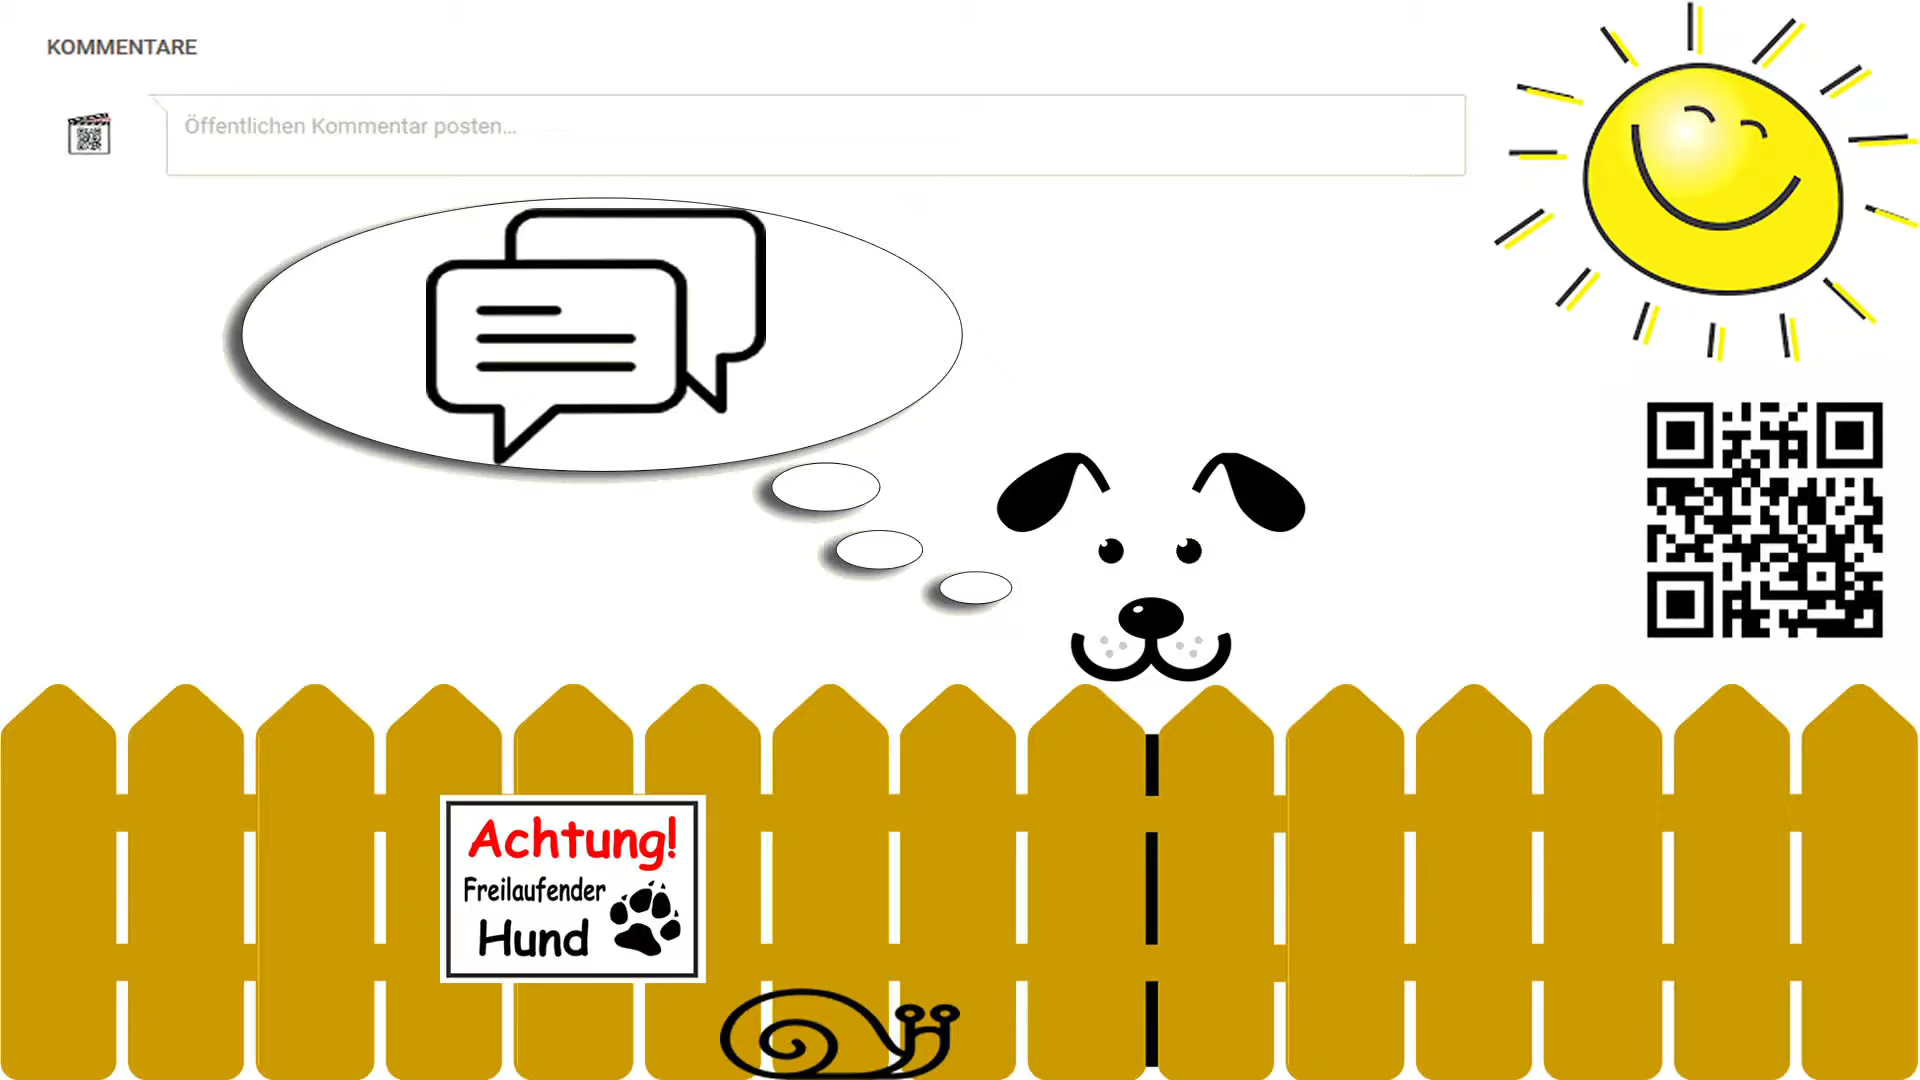 KOMMENTARE
Öffentlichen Kommentar posten...
Achtung!
Freilaufender
Hund